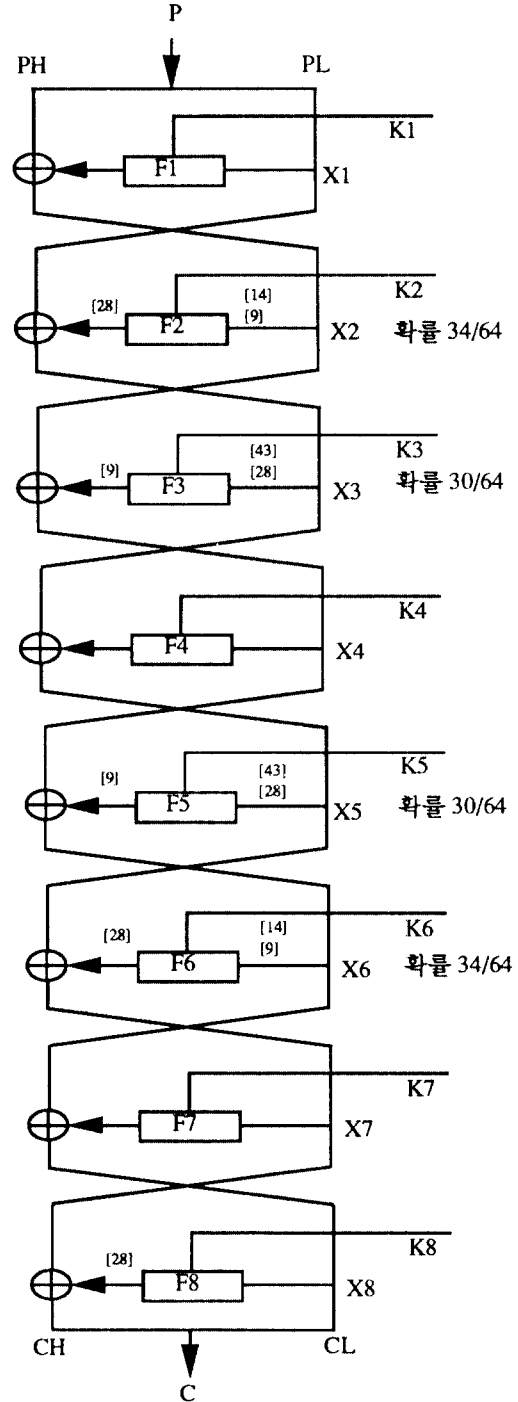 P
PH PL
K1
F1
X1
K2
[28] [14]
[9]
F2
X2 확률 34/64
K3
[9] [43]
[28]
F3
X3 확률 30/64
K4
F4
X4
K5
[9] [43]
[28]
F5
X5 확률 30/64
K6
[28] [14]
[9]
F6
X6 확률 34/64
K7
F7
X7
K8
[28]
F8
X8
CH CL
C